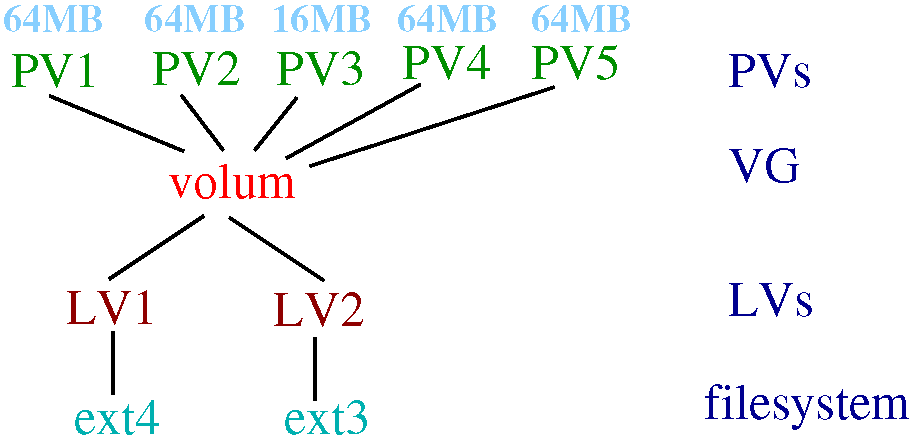 64MB 64MB 16MB 64MB 64MB
PV1 PV2 PV3 PV4 PV5 PVs
volum VG
LV1 LV2 LVs
ext4 ext3 filesystem